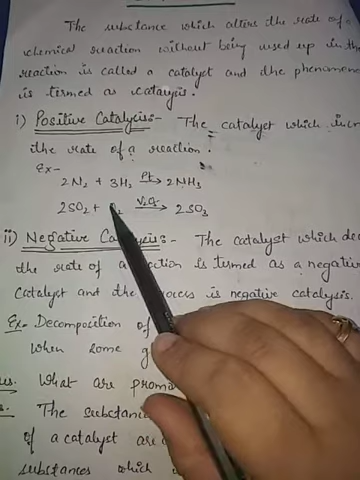 The substance which alters the rate of
chemical reaction without being used up in the
reaction is called a catalyst and the phenomen
is termed as catalysis.
i) Positive Catalysis:- The catalyst which incr
the rate of a reaction.
Ex-
2N₂ + 3H₂ Pt→ 2NH₃
2SO₂ + O₂ → 2SO₃
ii) Negative Catalysis:- The catalyst which dec
the rate of a reaction is termed as a negative
Catalyst and the process is negative catalysis.
Ex- Decomposition of
When some
What are promo
The substance
of a catalyst are
substances which